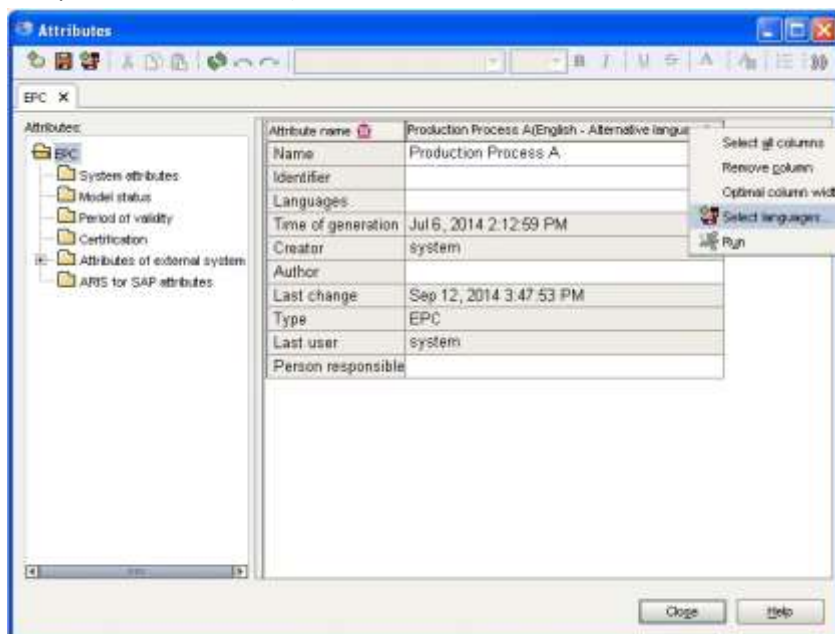 Attributes
B I U S A
EPC X
Attributes:
EPC
System attributes
Model status
Period of validity
Certification
Attributes of external system
ARIS for SAP attributes
Attribute name Production Process A(English - Alternative langua
Name Production Process A
Identifier
Languages
Time of generation Jul 6, 2014 2:12:59 PM
Creator system
Author
Last change Sep 12, 2014 3:47:53 PM
Type EPC
Last user system
Person responsible
Select all columns
Remove column
Optimal column widt
Select languages...
Run
Close Help